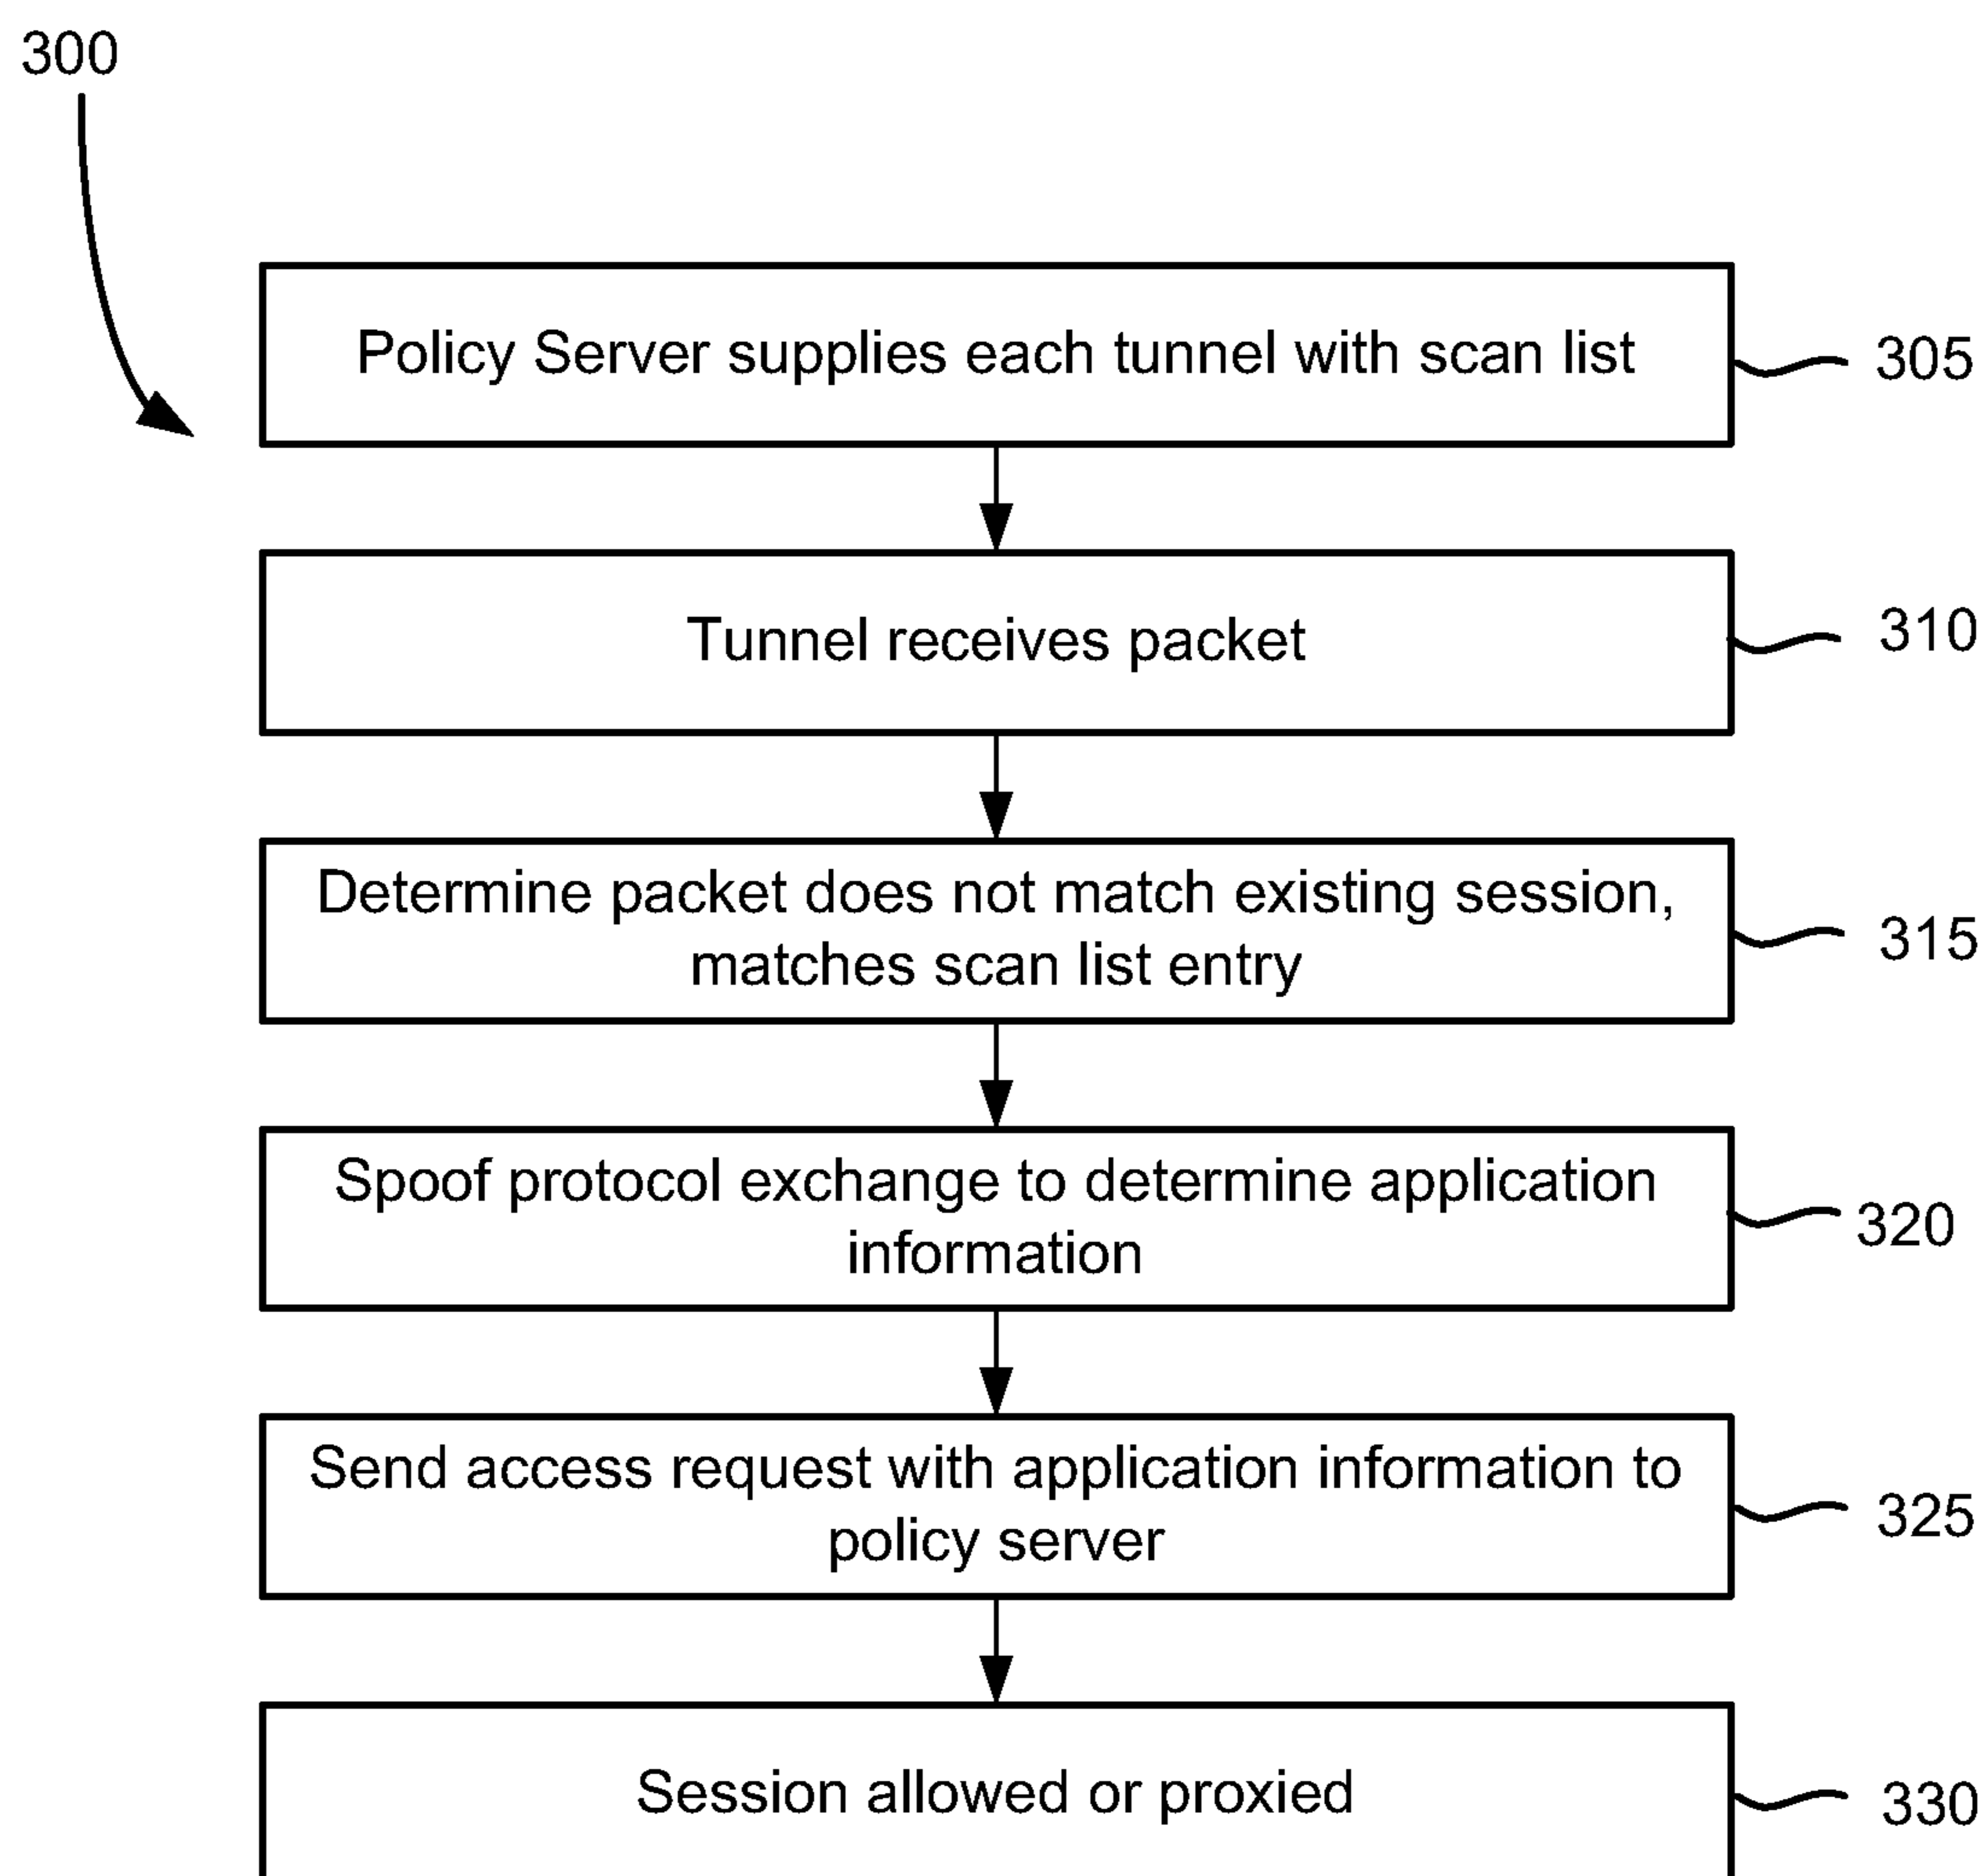 300
Policy Server supplies each tunnel with scan list
305
Tunnel receives packet
310
Determine packet does not match existing session,
matches scan list entry
315
Spoof protocol exchange to determine application
information
320
Send access request with application information to
policy server
325
Session allowed or proxied
330